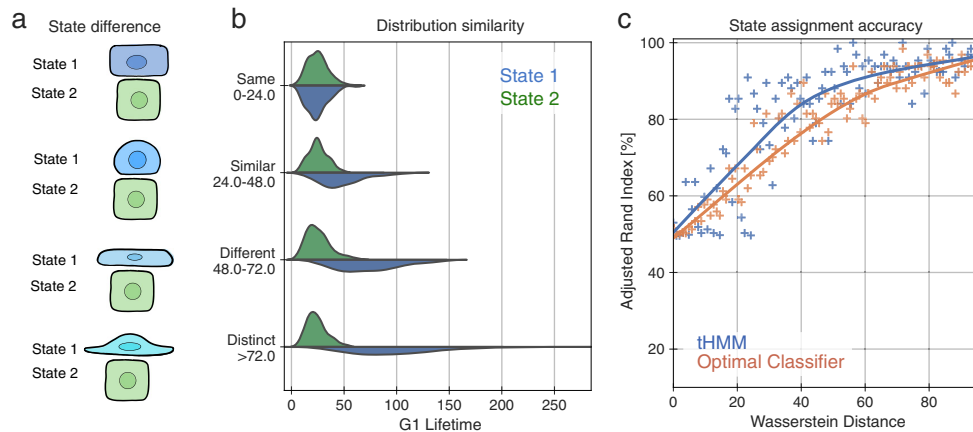 a
State difference
State 1
State 2
State 1
State 2
State 1
State 2
State 1
State 2
b
Distribution similarity
Same
0-24.0
Similar
24.0-48.0
Different
48.0-72.0
Distinct
>72.0
State 1
State 2
0 50 100 150 200 250
G1 Lifetime
c
State assignment accuracy
Adjusted Rand Index [%]
100
80
60
40
20
tHMM
Optimal Classifier
0 20 40 60 80
Wasserstein Distance